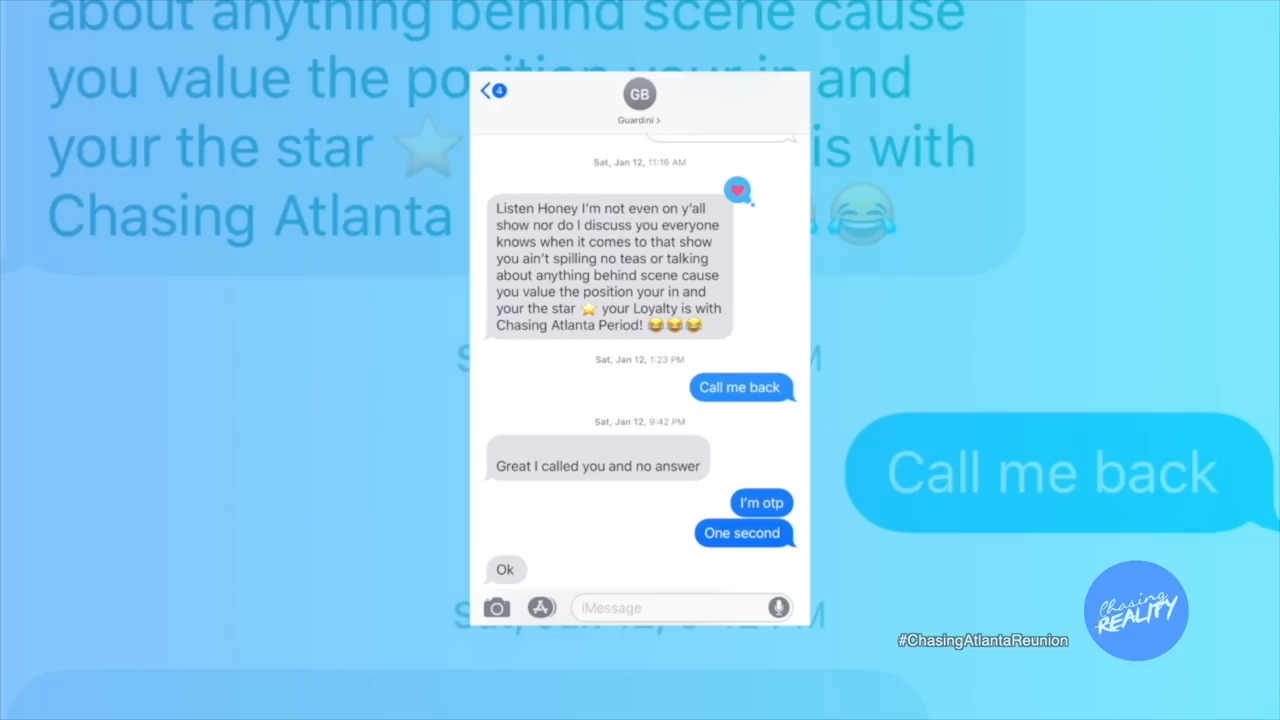 about anything behind scene cause
you value the position your in and
your the star ⭐ is with
Chasing Atlanta 😂
4
GB
Guardini >
Sat, Jan 12, 11:16 AM
Listen Honey I'm not even on y'all
show nor do I discuss you everyone
knows when it comes to that show
you ain't spilling no teas or talking
about anything behind scene cause
you value the position your in and
your the star ⭐ your Loyalty is with
Chasing Atlanta Period! 😂😂😂
Sat, Jan 12, 1:23 PM
Call me back
Sat, Jan 12, 9:42 PM
Great I called you and no answer
I'm otp
One second
Ok
iMessage
Call me back
#ChasingAtlantaReunion
Chasing
REALITY